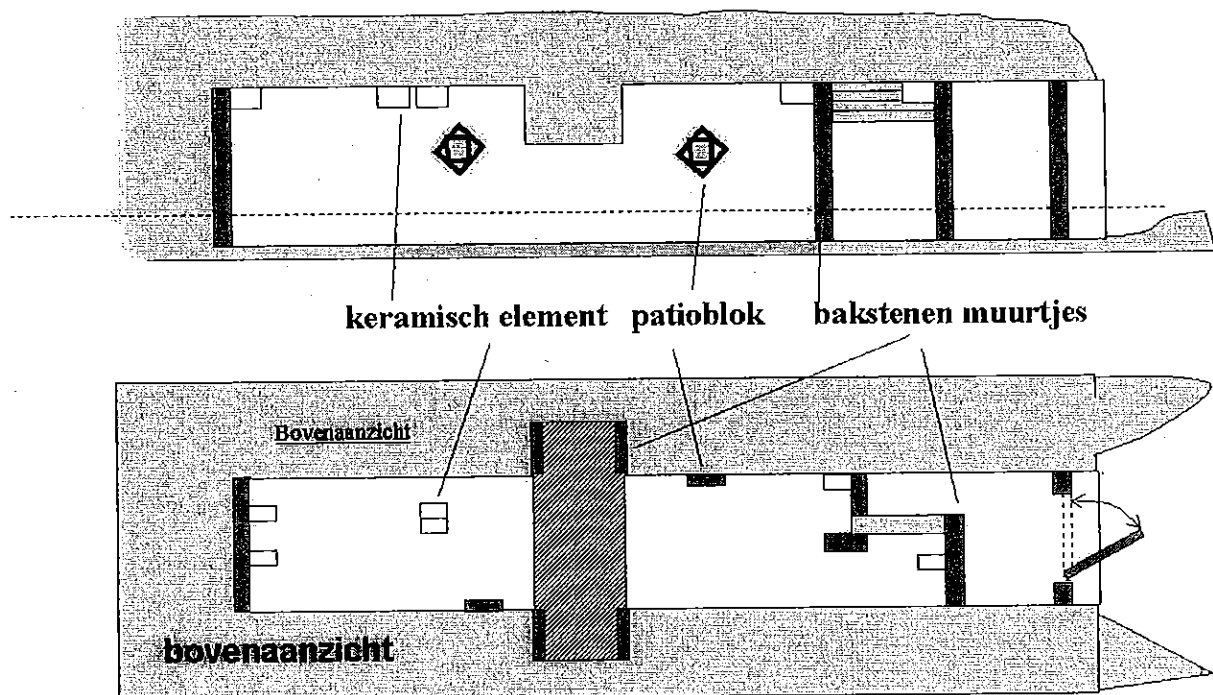 keramisch element patioblok bakstenen muurtjes
Bovenaanzicht
bovenaanzicht